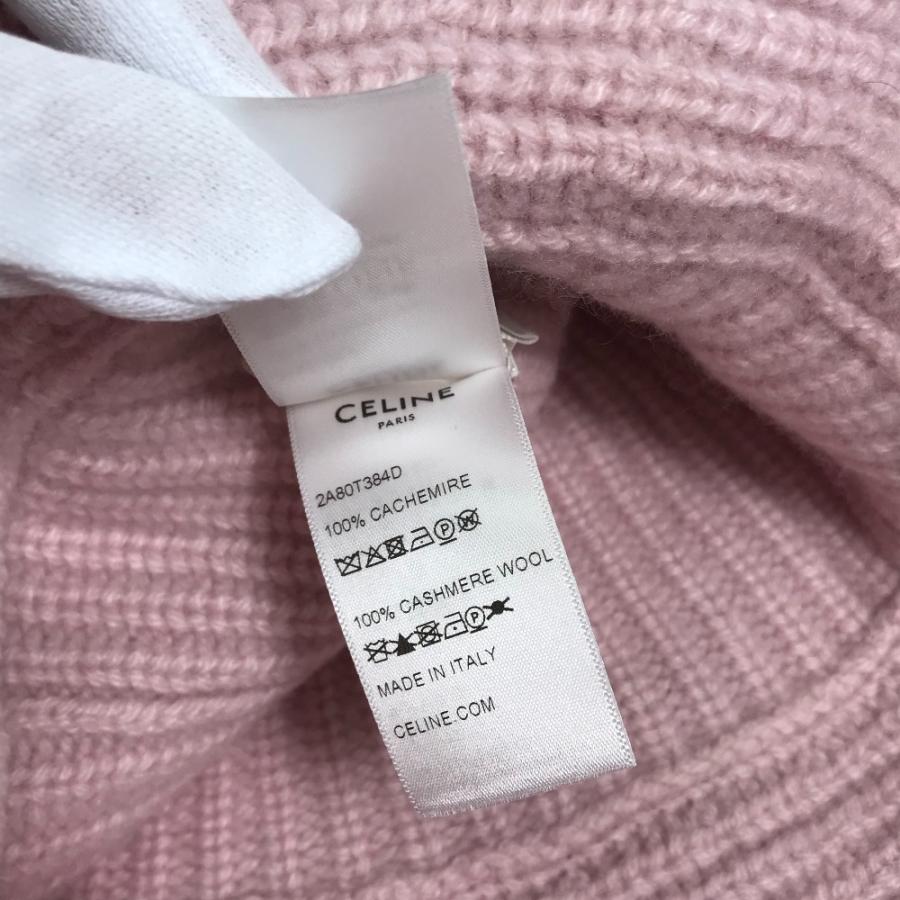 CELINE
PARIS
2A80T384D
100% CACHEMIRE
P W
100% CASHMERE WOOL
P
MADE IN ITALY
CELINE.COM